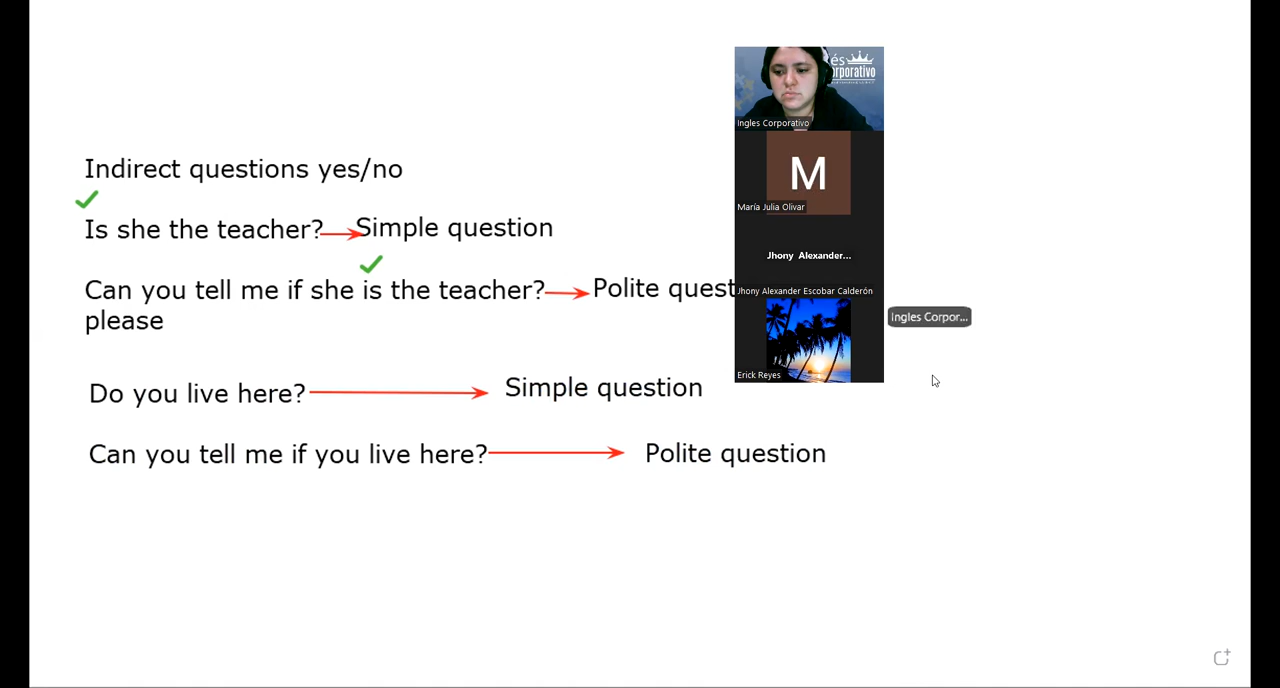 Indirect questions yes/no
Is she the teacher? Simple question
Can you tell me if she is the teacher? Polite quest
please
Do you live here? Simple question
Can you tell me if you live here? Polite question
és
orporativo
Ingles Corporativo
M
María Julia Olivar
Jhony Alexander...
Jhony Alexander Escobar Calderón
Erick Reyes
Ingles Corpor...